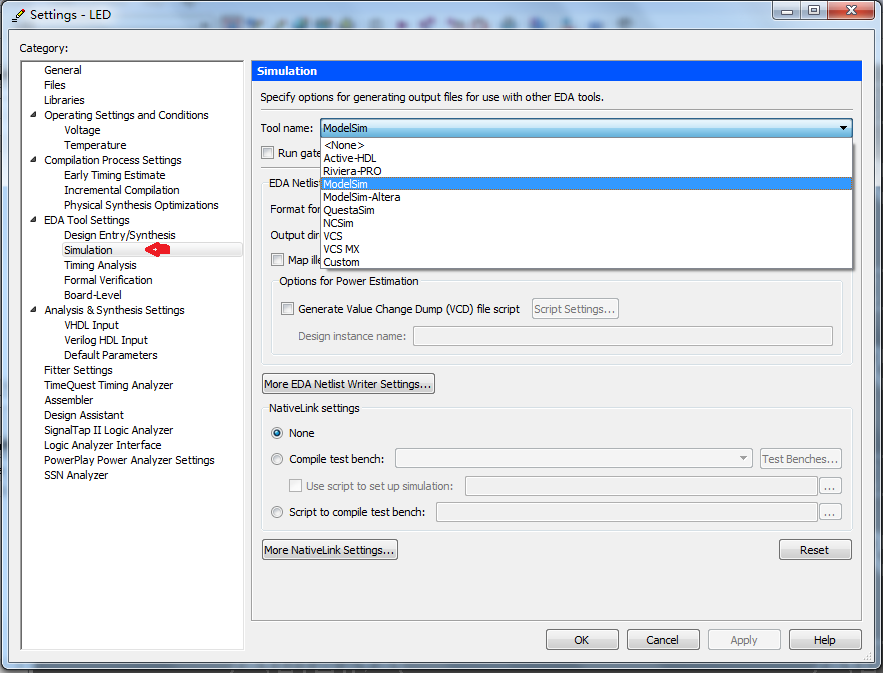 Settings - LED
Category:
General
Files
Libraries
Operating Settings and Conditions
Voltage
Temperature
Compilation Process Settings
Early Timing Estimate
Incremental Compilation
Physical Synthesis Optimizations
EDA Tool Settings
Design Entry/Synthesis
Simulation
Timing Analysis
Formal Verification
Board-Level
Analysis & Synthesis Settings
VHDL Input
Verilog HDL Input
Default Parameters
Fitter Settings
TimeQuest Timing Analyzer
Assembler
Design Assistant
SignalTap II Logic Analyzer
Logic Analyzer Interface
PowerPlay Power Analyzer Settings
SSN Analyzer
Simulation
Specify options for generating output files for use with other EDA tools.
Tool name: ModelSim
<None>
Active-HDL
Riviera-PRO
ModelSim
ModelSim-Altera
QuestaSim
NCSim
VCS
VCS MX
Custom
Run gate
EDA Netlist
Format for
Output dir
Map ille
Options for Power Estimation
Generate Value Change Dump (VCD) file script Script Settings...
Design instance name:
More EDA Netlist Writer Settings...
NativeLink settings
None
Compile test bench: Test Benches...
Use script to set up simulation: ...
Script to compile test bench: ...
More NativeLink Settings... Reset
OK Cancel Apply Help